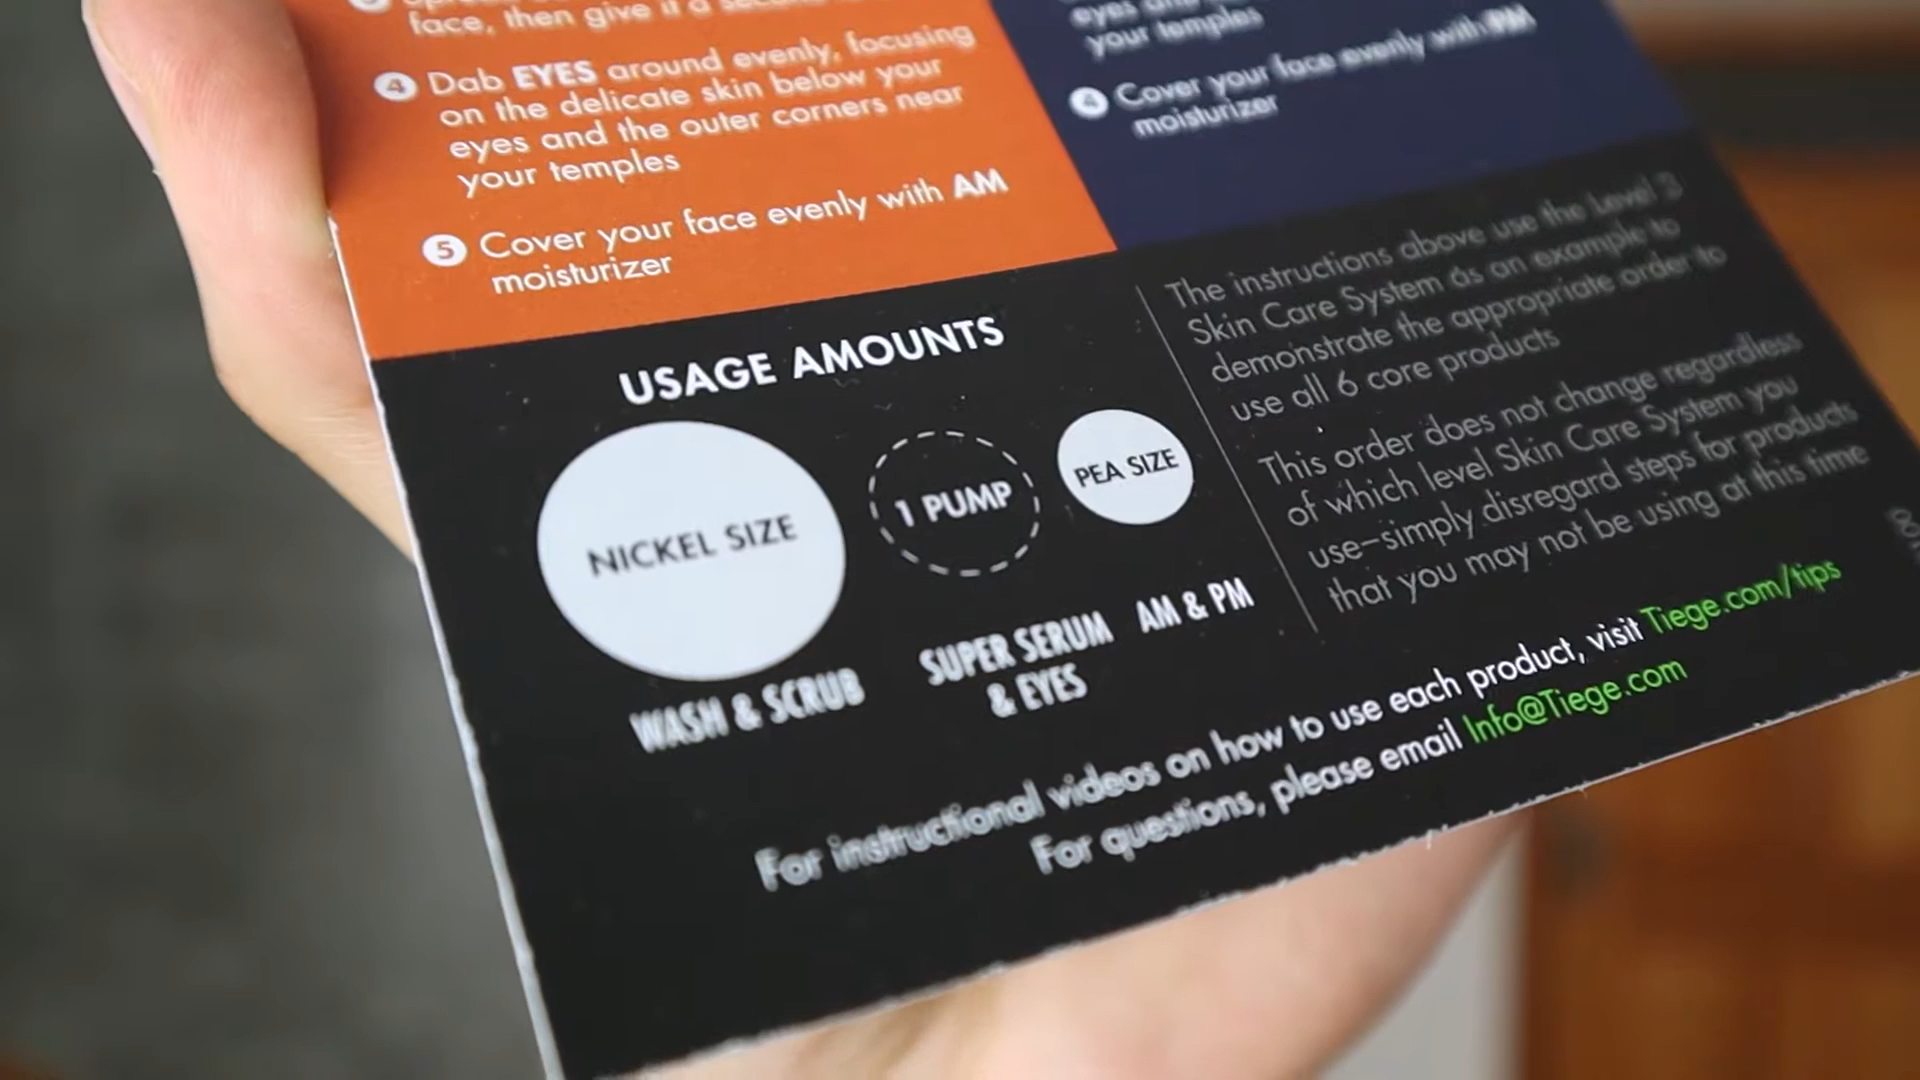 face, then give it a
4 Dab EYES around evenly, focusing
on the delicate skin below your
eyes and the outer corners near
your temples
5 Cover your face evenly with AM
moisturizer
eyes and
your temples
4 Cover your face evenly with PM
moisturizer
USAGE AMOUNTS
NICKEL SIZE
1 PUMP
PEA SIZE
WASH & SCRUB
SUPER SERUM
& EYES
AM & PM
The instructions above use the Level 3
Skin Care System as an example to
demonstrate the appropriate order to
use all 6 core products
This order does not change regardless
of which level Skin Care System you
use–simply disregard steps for products
that you may not be using at this time
For instructional videos on how to use each product, visit Tiege.com/tips
For questions, please email Info@Tiege.com